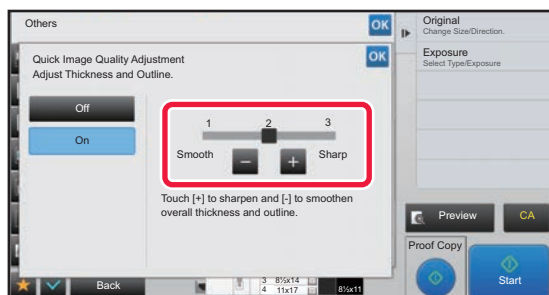 Others
OK
Original
Change Size/Direction.
Quick Image Quality Adjustment
OK
Adjust Thickness and Outline.
Exposure
Select Type/Exposure
Off
On
1 2 3
Smooth - + Sharp
Touch [+] to sharpen and [-] to smoothen
overall thickness and outline.
Preview
CA
Proof Copy
Start
Back
3 8½x14
4 11x17
8½x11